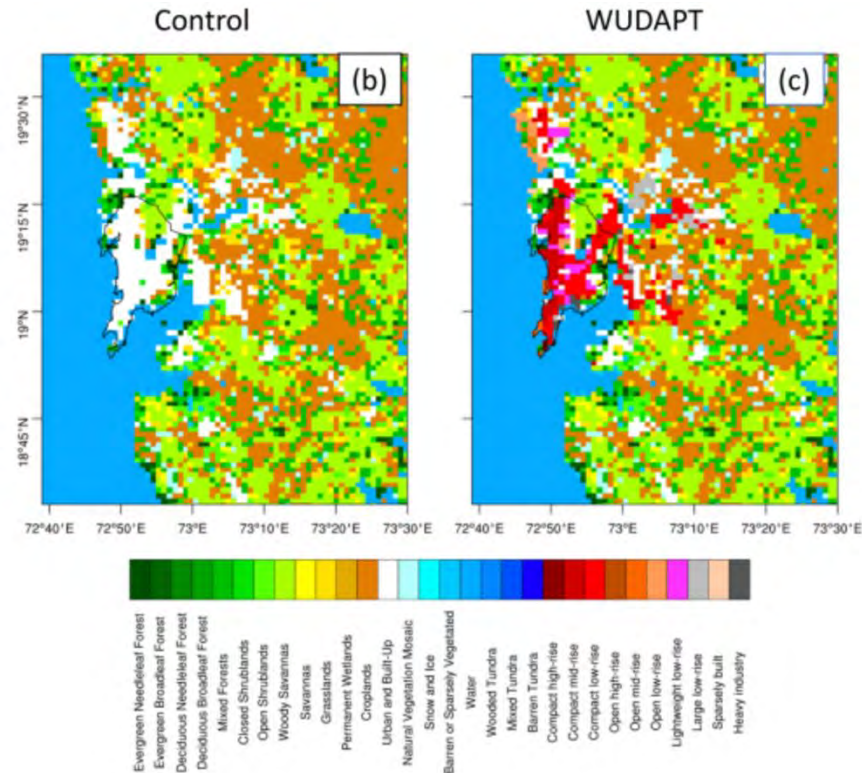 Control
WUDAPT
(b)
(c)
19°30'N
19°15'N
19°N
18°45'N
72°40'E 72°50'E 73°E 73°10'E 73°20'E 73°30'E
72°40'E 72°50'E 73°E 73°10'E 73°20'E 73°30'E
Evergreen Needleleaf Forest
Evergreen Broadleaf Forest
Deciduous Needleleaf Forest
Deciduous Broadleaf Forest
Mixed Forests
Closed Shrublands
Open Shrublands
Woody Savannas
Savannas
Grasslands
Permanent Wetlands
Croplands
Urban and Built-Up
Natural Vegetation Mosaic
Snow and Ice
Barren or Sparsely Vegetated
Water
Wooded Tundra
Mixed Tundra
Barren Tundra
Compact high-rise
Compact mid-rise
Compact low-rise
Open high-rise
Open mid-rise
Open low-rise
Lightweight low-rise
Large low-rise
Sparsely built
Heavy industry